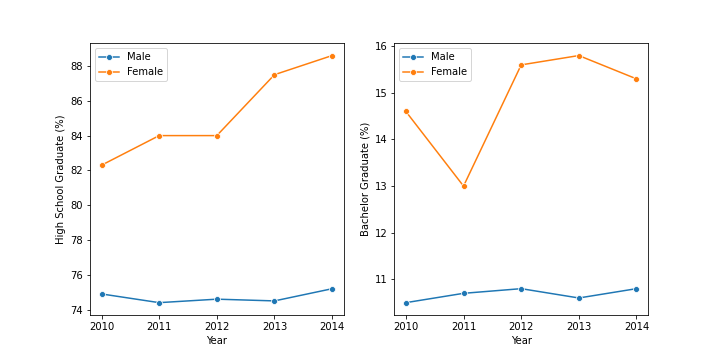 Male
Female
High School Graduate (%)
88
86
84
82
80
78
76
74
2010 2011 2012 2013 2014
Year
Male
Female
Bachelor Graduate (%)
16
15
14
13
12
11
2010 2011 2012 2013 2014
Year